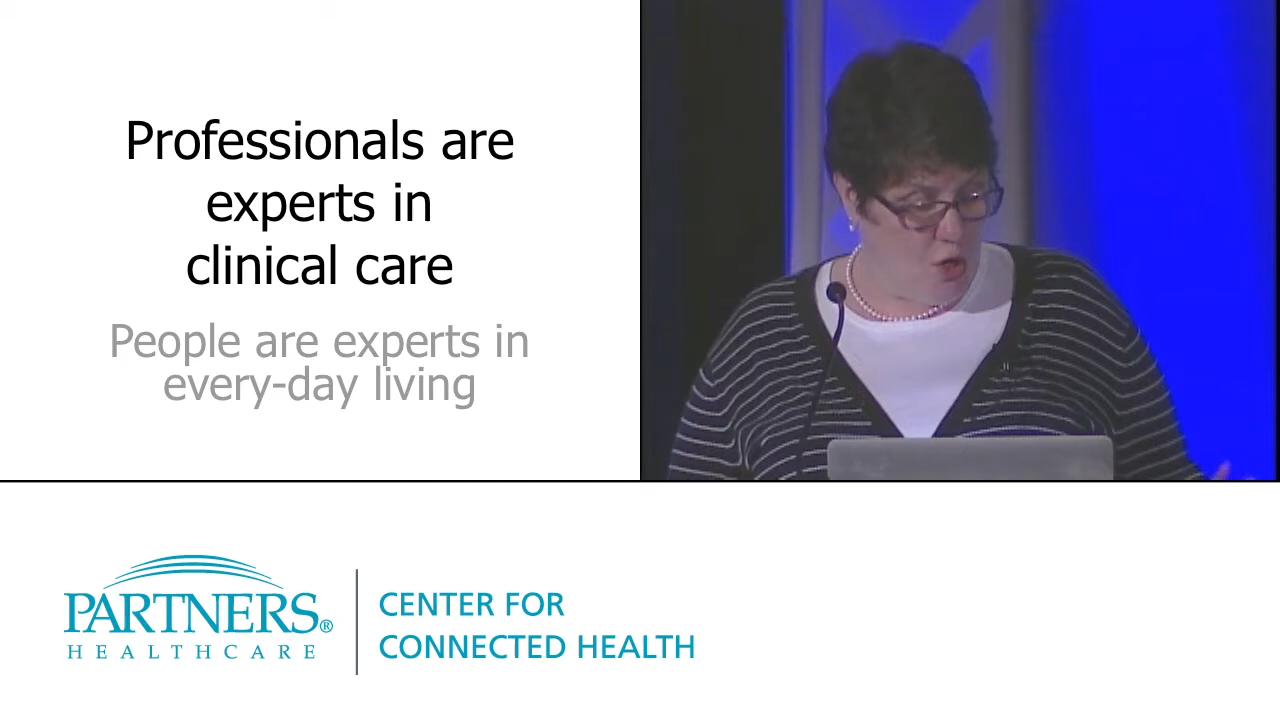 Professionals are
experts in
clinical care
People are experts in
every-day living
PARTNERS®
HEALTHCARE
CENTER FOR
CONNECTED HEALTH